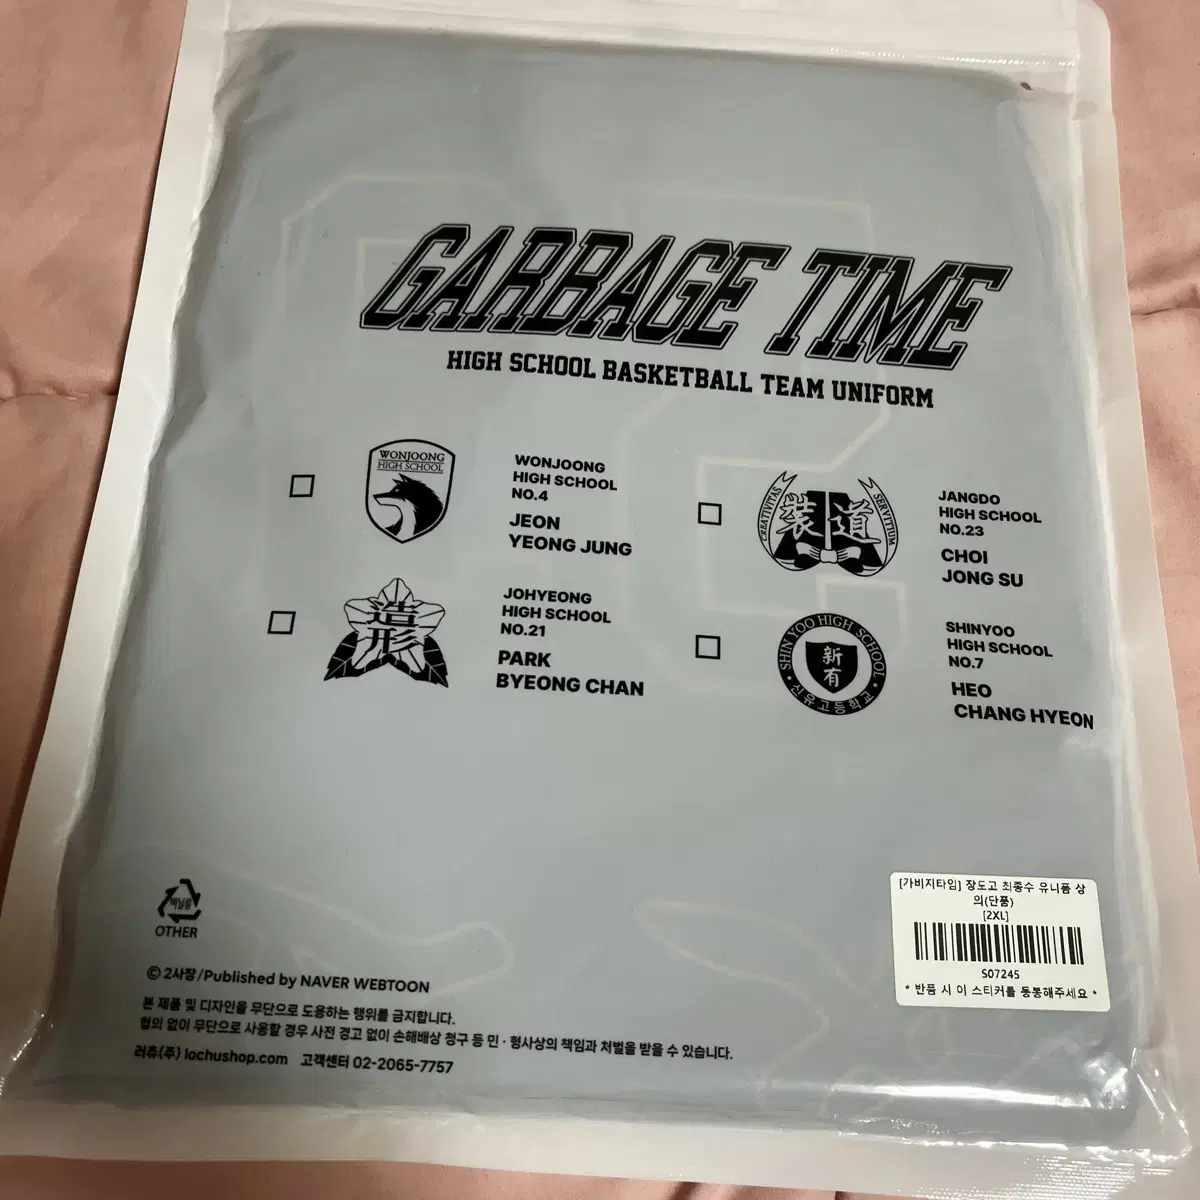 GARBAGE TIME
HIGH SCHOOL BASKETBALL TEAM UNIFORM
WONJOONG
HIGH SCHOOL
WONJOONG
HIGH SCHOOL
NO.4
JEON
YEONG JUNG
CREATIVITAS
SERVITIUM
装道
JANGDO
HIGH SCHOOL
NO.23
CHOI
JONG SU
造
形
JOHYEONG
HIGH SCHOOL
NO.21
PARK
BYEONG CHAN
SHIN YOO HIGH SCHOOL
新
有
신유고등학교
SHINYOO
HIGH SCHOOL
NO.7
HEO
CHANG HYEON
비닐류
OTHER
© 2사장/Published by NAVER WEBTOON
본 제품 및 디자인을 무단으로 도용하는 행위를 금지합니다.
협의 없이 무단으로 사용할 경우 사전 경고 없이 손해배상 청구 등 민·형사상의 책임과 처벌을 받을 수 있습니다.
러츄(주) lochushop.com 고객센터 02-2065-7757
[가비지타임] 장도고 최종수 유니폼 상
의(단품)
[2XL]
S07245
* 반품 시 이 스티커를 동봉해주세요 *